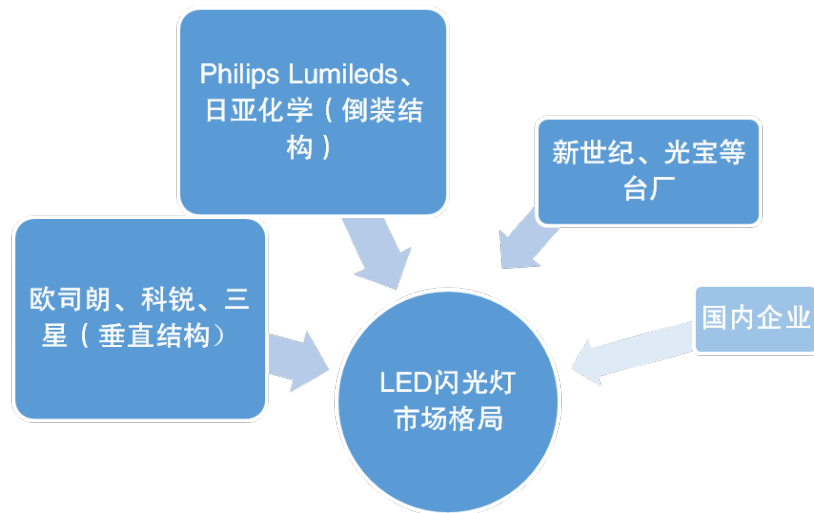 Philips Lumileds、
日亚化学（倒装结
构）
新世纪、光宝等
台厂
欧司朗、科锐、三
星（垂直结构）
国内企业
LED闪光灯
市场格局